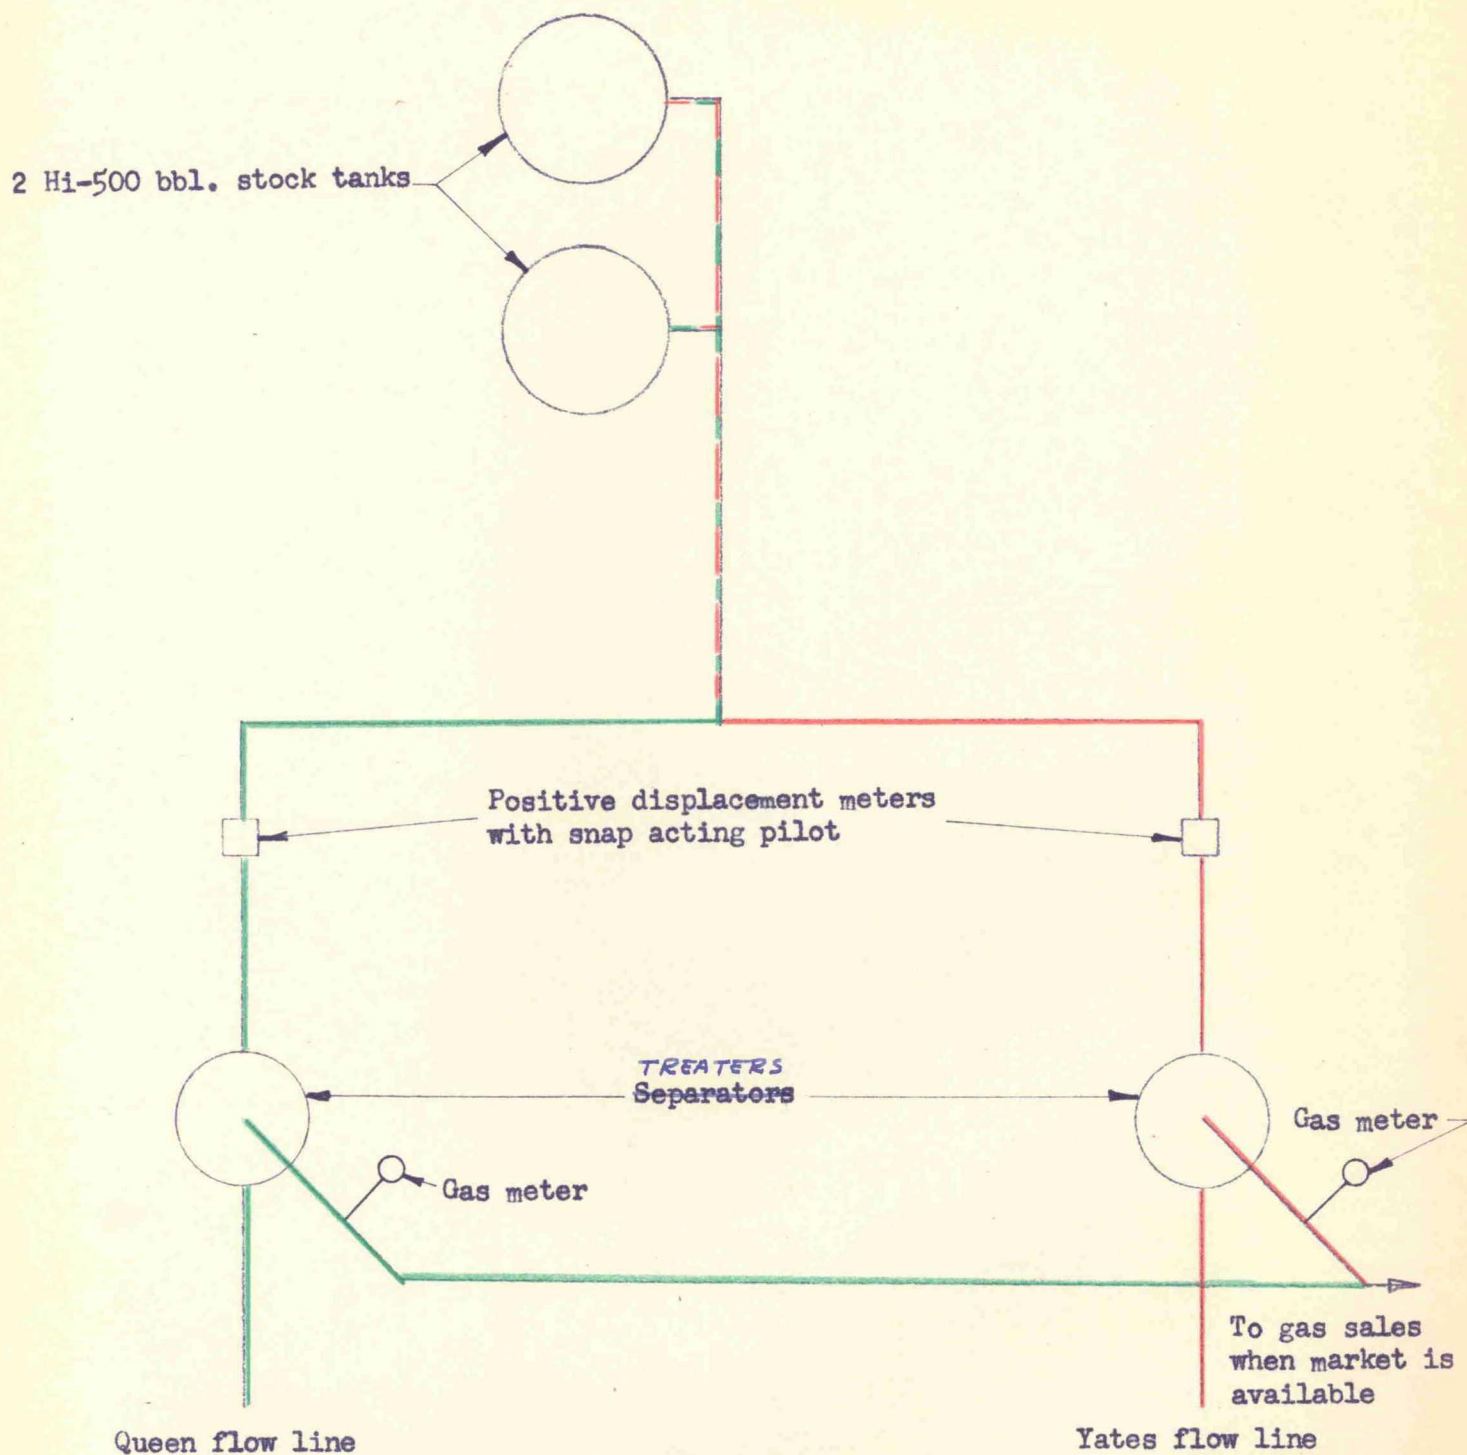 2 Hi-500 bbl. stock tanks
Positive displacement meters
with snap acting pilot
TREATERS
Separators
Gas meter
Gas meter
To gas sales
when market is
available
Queen flow line
Yates flow line